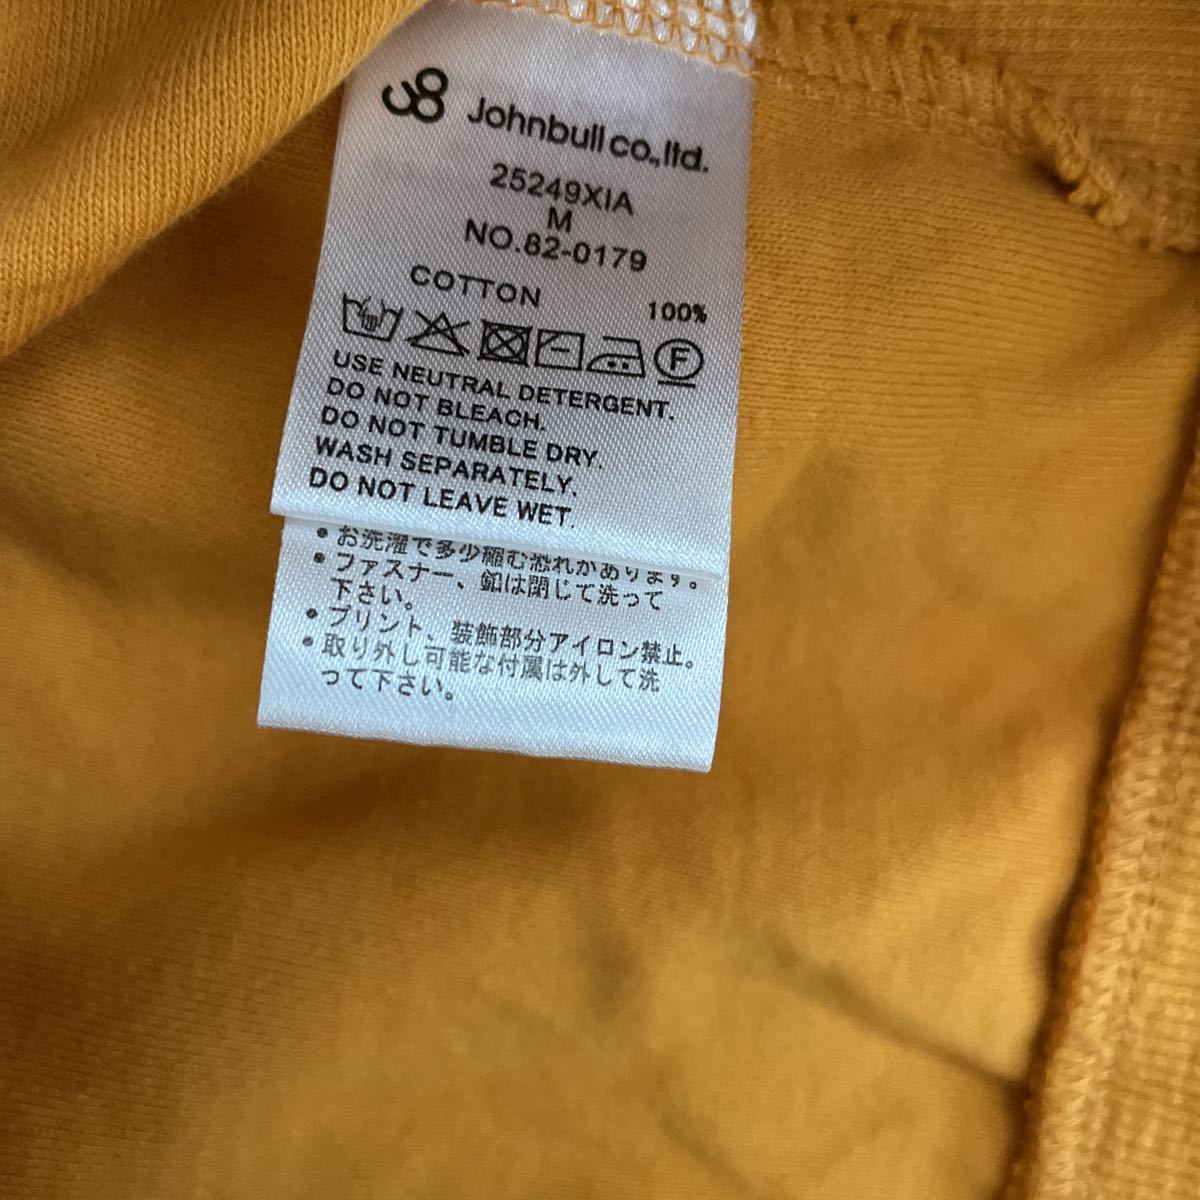 Johnbull co.,ltd.
25249XIA
M
NO.82-0179
COTTON 100%
F
USE NEUTRAL DETERGENT.
DO NOT BLEACH.
DO NOT TUMBLE DRY.
WASH SEPARATELY.
DO NOT LEAVE WET.
•お洗濯で多少縮む恐れがあります。
•ファスナー、釦は閉じて洗って
下さい。
•プリント、装飾部分アイロン禁止。
•取り外し可能な付属は外して洗
って下さい。